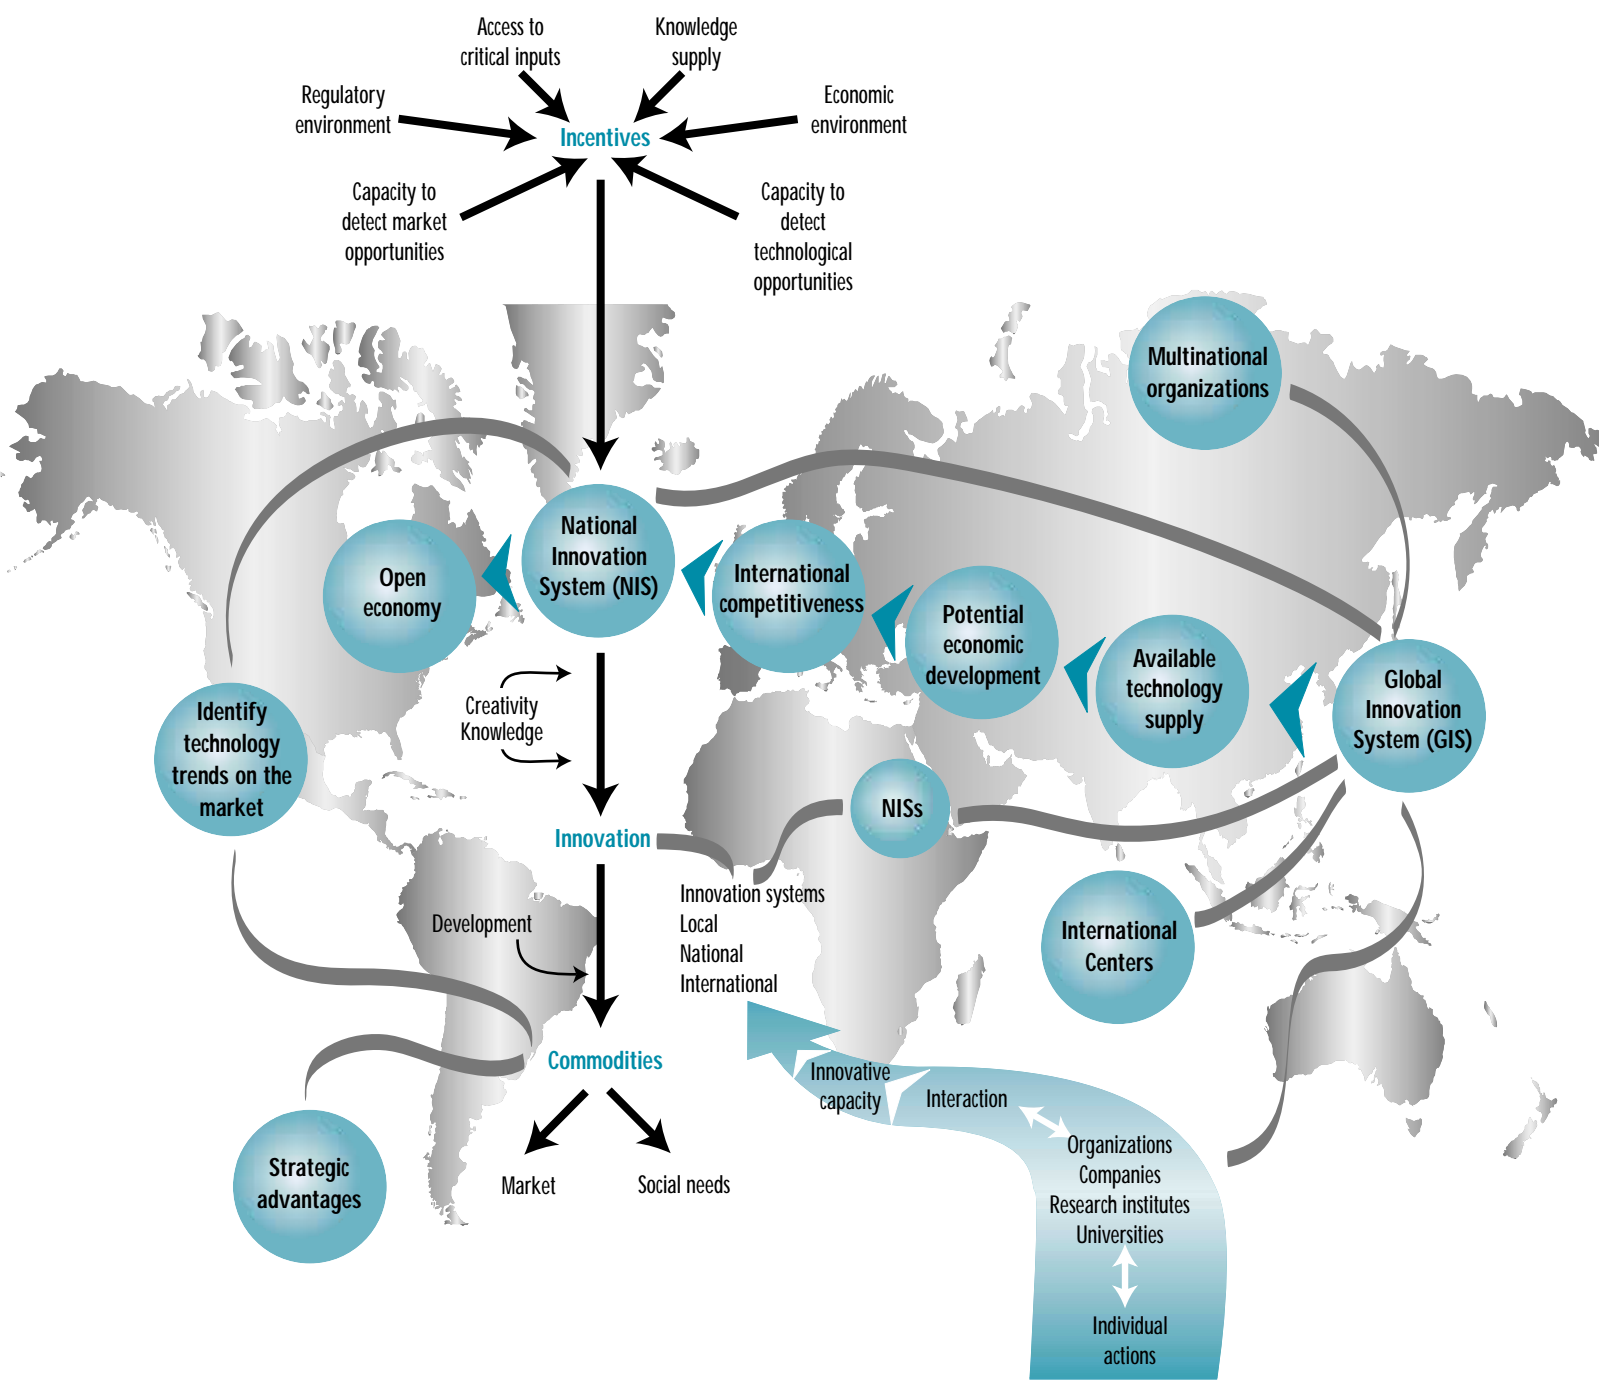 Access to
critical inputs
Knowledge
supply
Regulatory
environment
Economic
environment
Incentives
Capacity to
detect market
opportunities
Capacity to
detect
technological
opportunities
Multinational
organizations
National
Innovation
System (NIS)
Open
economy
International
competitiveness
Potential
economic
development
Available
technology
supply
Global
Innovation
System (GIS)
Identify
technology
trends on the
market
Creativity
Knowledge
NISs
Innovation
Innovation systems
Local
National
International
Development
International
Centers
Commodities
Innovative
capacity
Interaction
Organizations
Companies
Research institutes
Universities
Strategic
advantages
Market
Social needs
Individual
actions